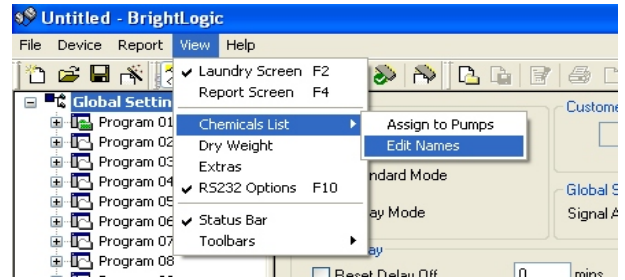 Untitled - BrightLogic
File Device Report View Help
Laundry Screen F2
Report Screen F4
Chemicals List
Dry Weight
Extras
RS232 Options F10
Status Bar
Toolbars
Assign to Pumps
Edit Names
Global Settin
Program 01
Program 02
Program 03
Program 04
Program 05
Program 06
Program 07
Program 08
Custome
ndard Mode
ay Mode
Global S
Signal A
ay
Reset Delay Off 0 mins